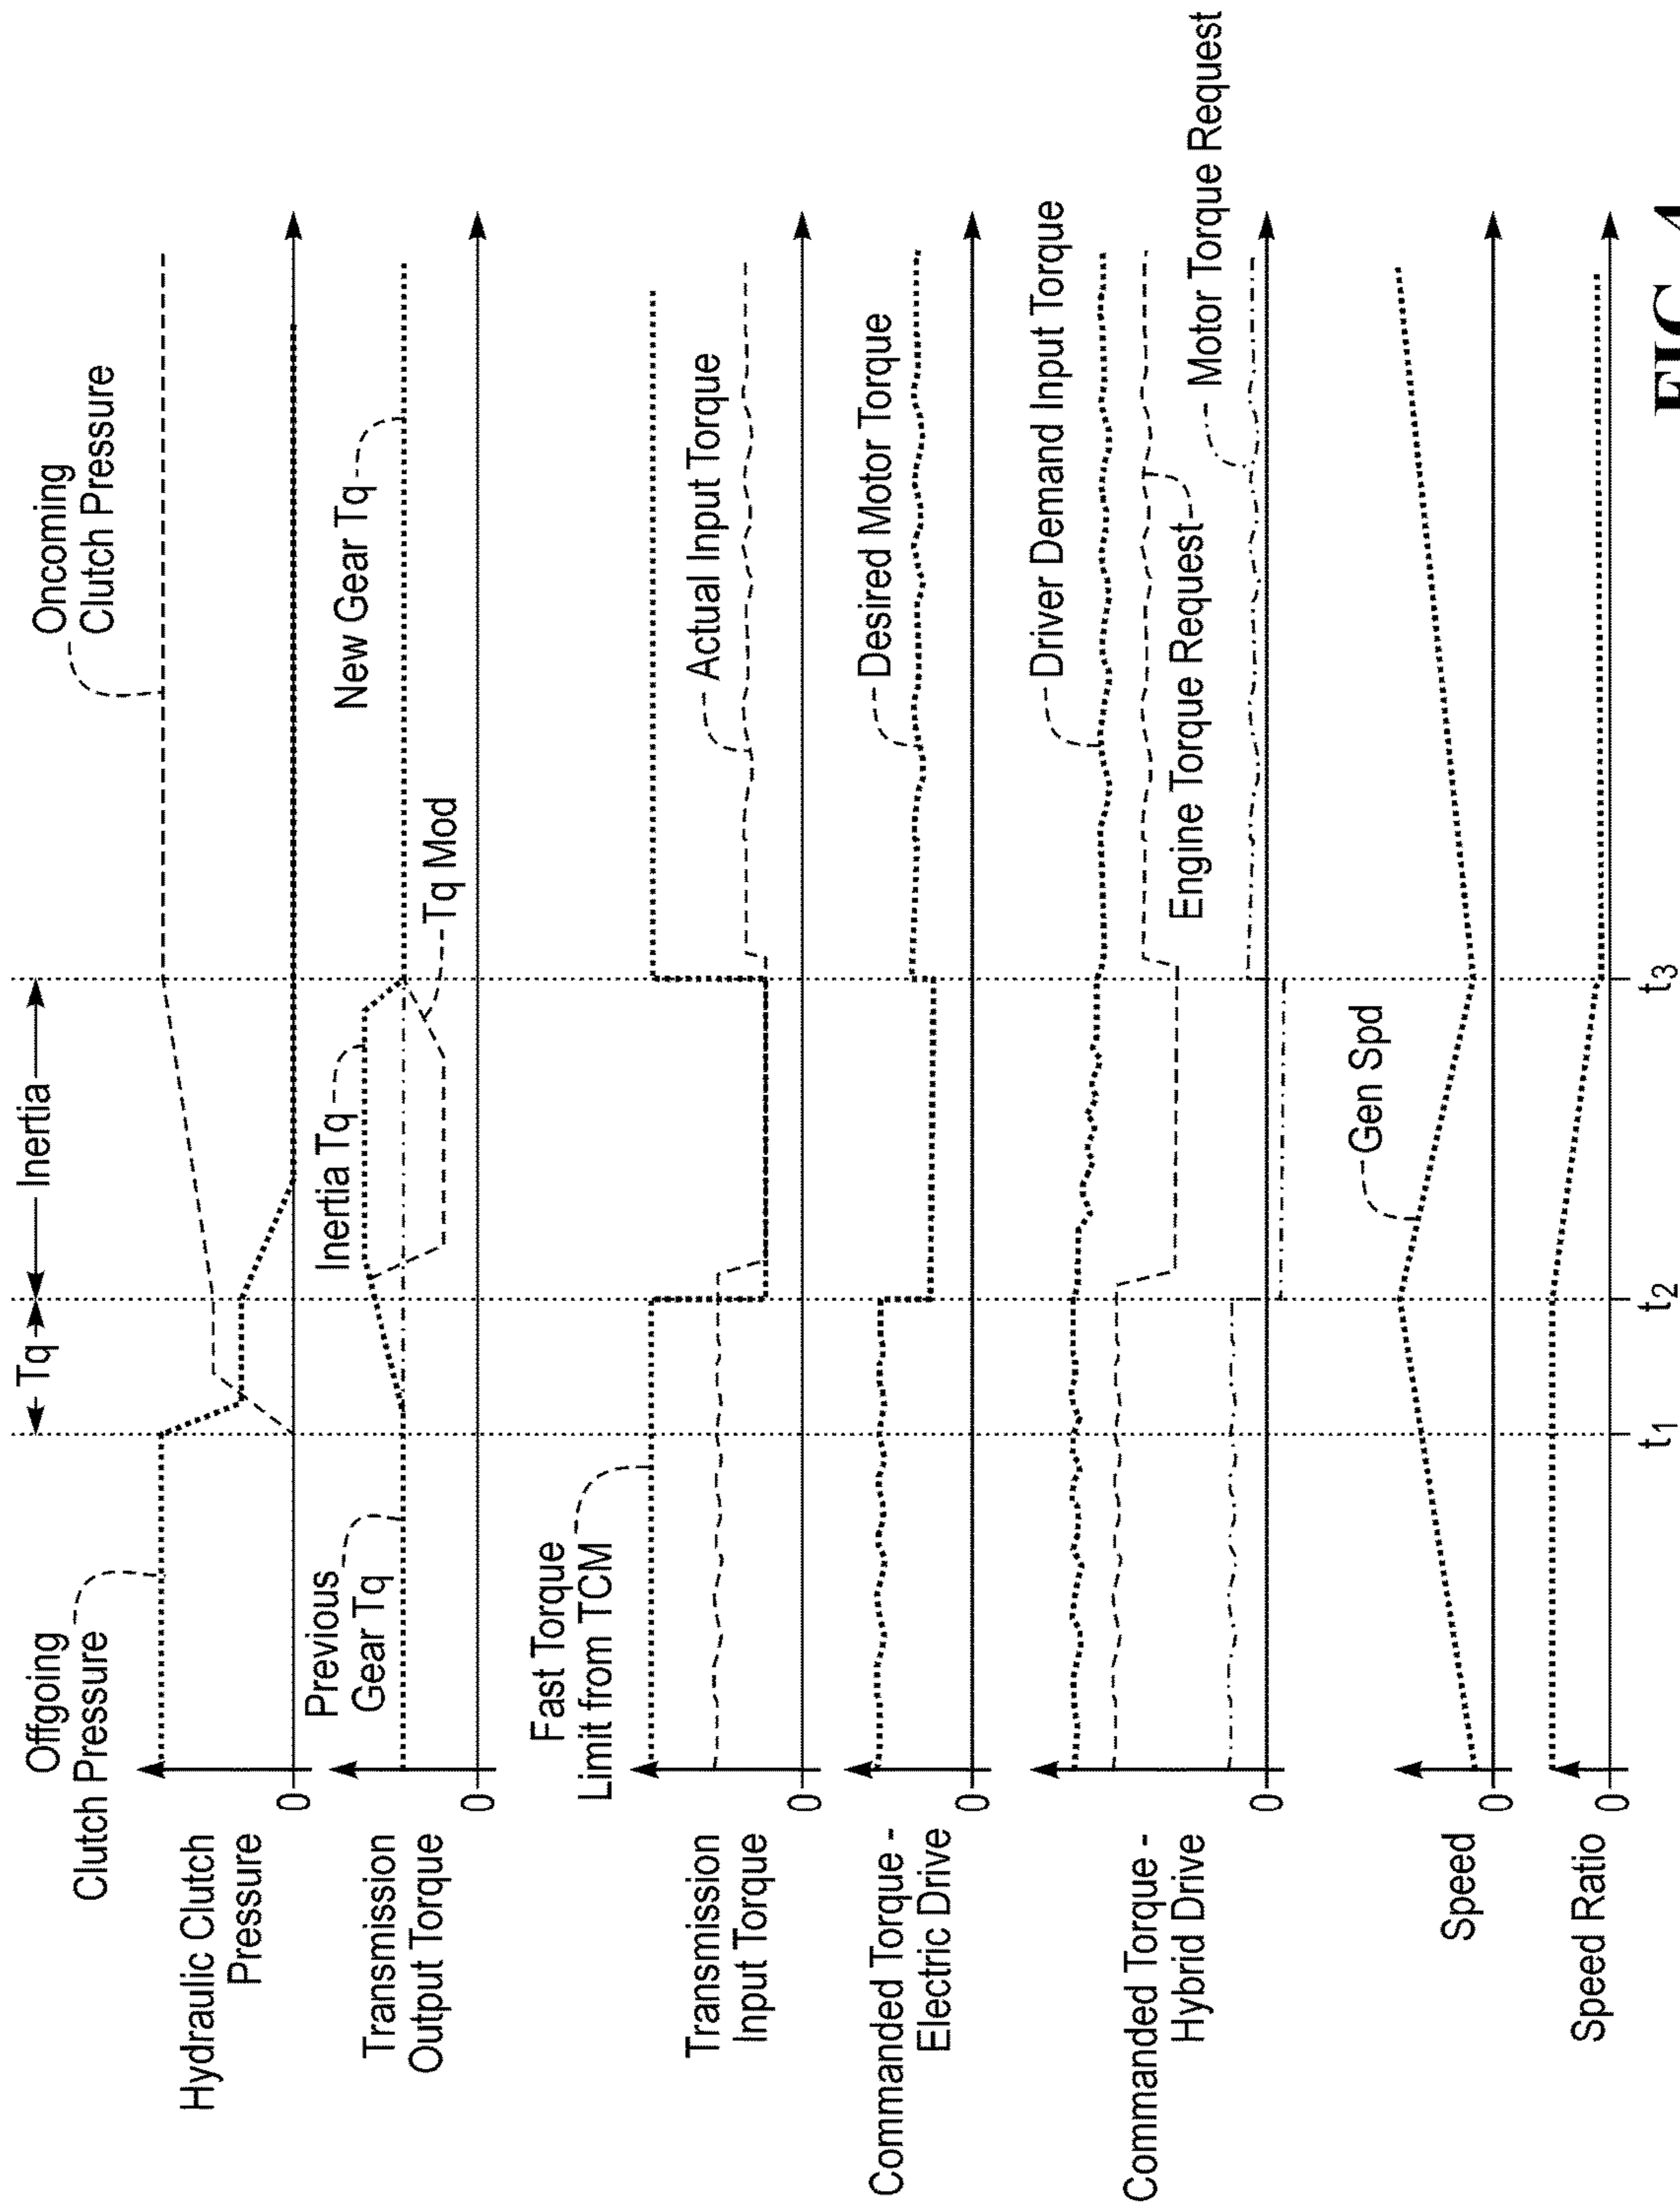 Tq
Inertia
Offgoing
Clutch Pressure
Oncoming
Clutch Pressure
Hydraulic Clutch
Pressure
0
Previous
Gear Tq
Inertia Tq
New Gear Tq
Tq Mod
Transmission
Output Torque
0
Fast Torque
Limit from TCM
Actual Input Torque
Transmission
Input Torque
0
Desired Motor Torque
Commanded Torque -
Electric Drive
0
Driver Demand Input Torque
Engine Torque Request
Motor Torque Request
Commanded Torque -
Hybrid Drive
0
Gen Spd
Speed
0
Speed Ratio
0
t1
t2
t3